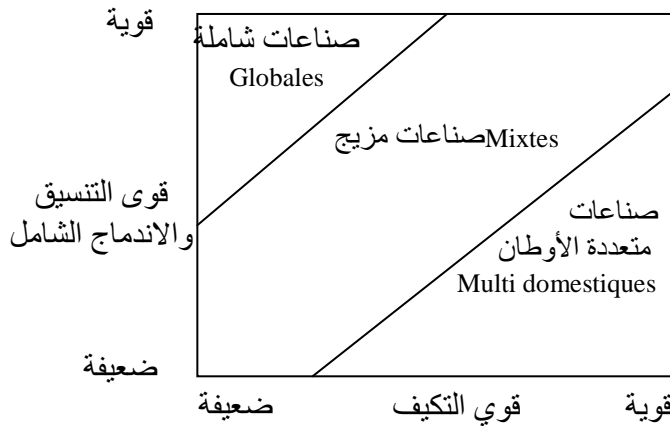 قوية
صناعات شاملة
Globales
صناعات مزيج Mixtes
قوى التنسيق
والاندماج الشامل
صناعات
متعددة الأوطان
Multi domestiques
ضعيفة
ضعيفة
قوي التكيف
قوية